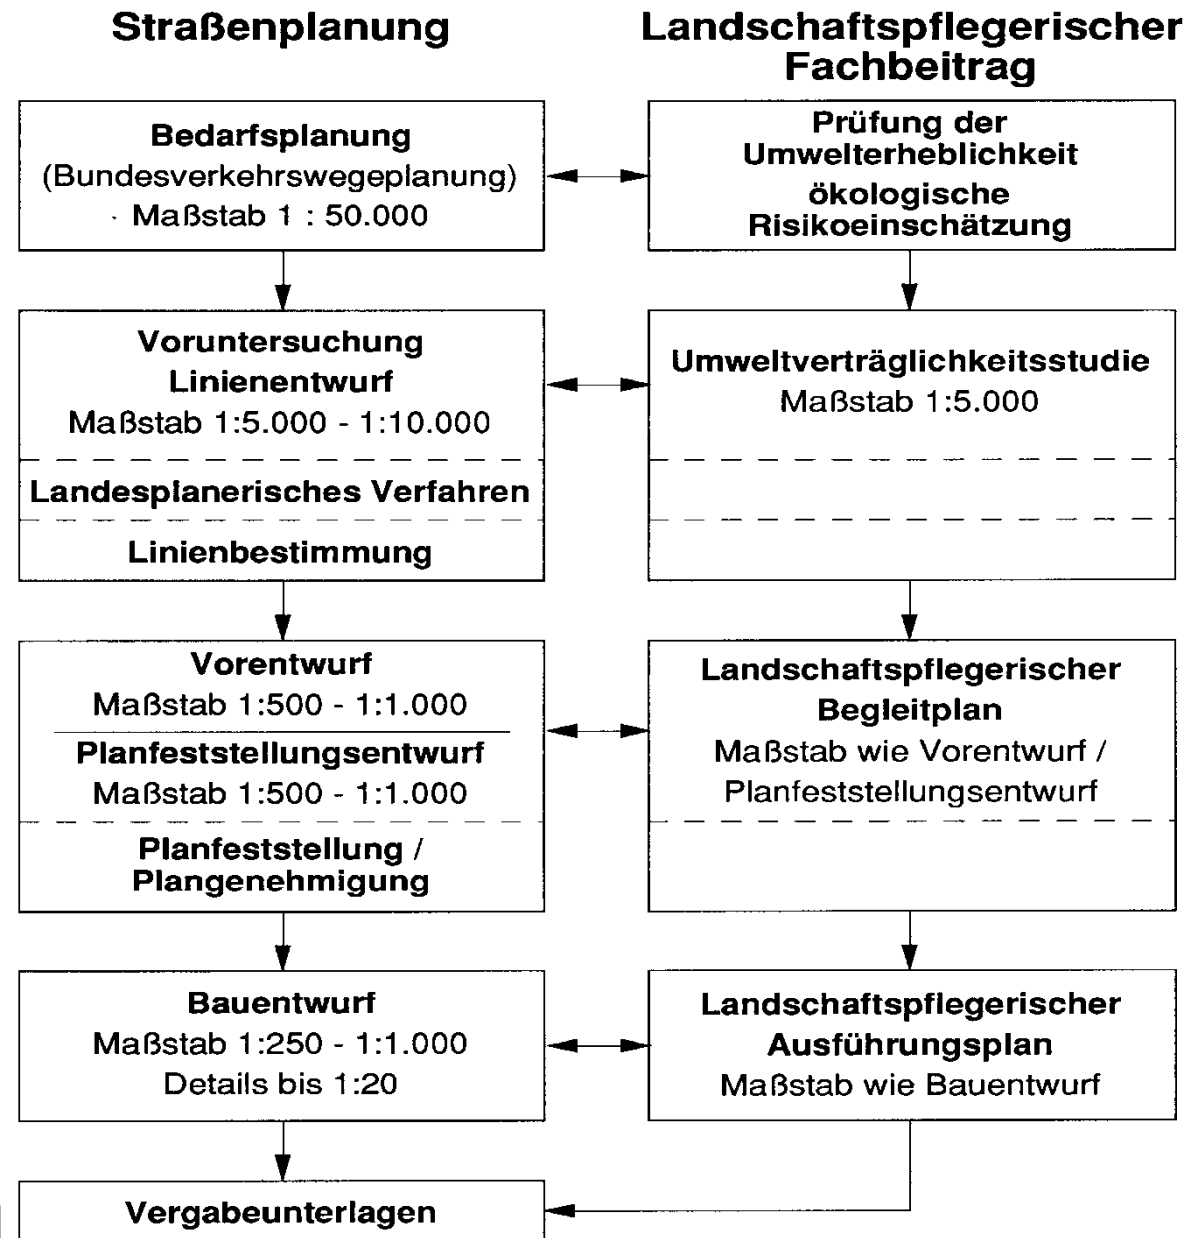 Straßenplanung
Landschaftspflegerischer
Fachbeitrag
Bedarfsplanung
(Bundesverkehrswegeplanung)
Maßstab 1 : 50.000
Prüfung der
Umwelterheblichkeit
ökologische
Risikoeinschätzung
Voruntersuchung
Linienentwurf
Maßstab 1:5.000 - 1:10.000
Landesplanerisches Verfahren
Linienbestimmung
Umweltverträglichkeitsstudie
Maßstab 1:5.000
Vorentwurf
Maßstab 1:500 - 1:1.000
Planfeststellungsentwurf
Maßstab 1:500 - 1:1.000
Planfeststellung /
Plangenehmigung
Landschaftspflegerischer
Begleitplan
Maßstab wie Vorentwurf /
Planfeststellungsentwurf
Bauentwurf
Maßstab 1:250 - 1:1.000
Details bis 1:20
Landschaftspflegerischer
Ausführungsplan
Maßstab wie Bauentwurf
Vergabeunterlagen